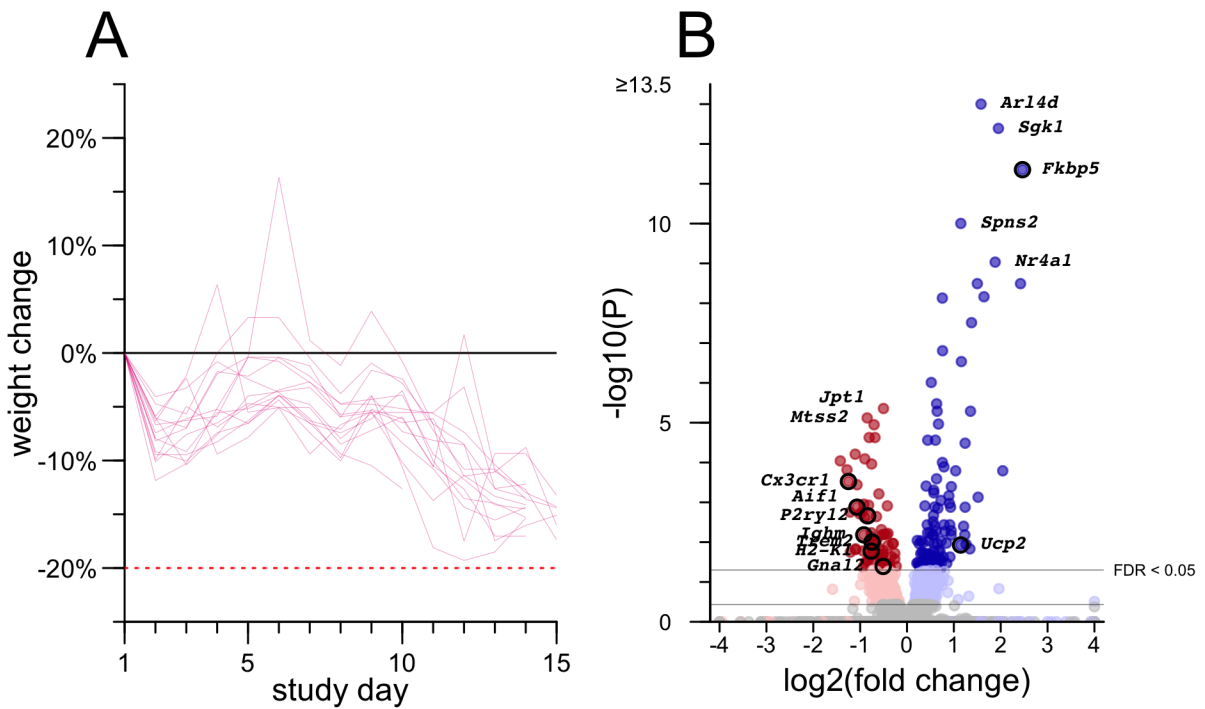 A
20%
10%
0%
-10%
-20%
weight change
1
5
10
15
study day
B
≥13.5
10
5
0
-log10(P)
Arl4d
Sgk1
Fkbp5
Spns2
Nr4a1
Jpt1
Mtss2
Cx3cr1
Aif1
P2ry12
Ighm
Trem2
H2-K1
Gnal2
Ucp2
FDR < 0.05
-4
-3
-2
-1
0
1
2
3
4
log2(fold change)